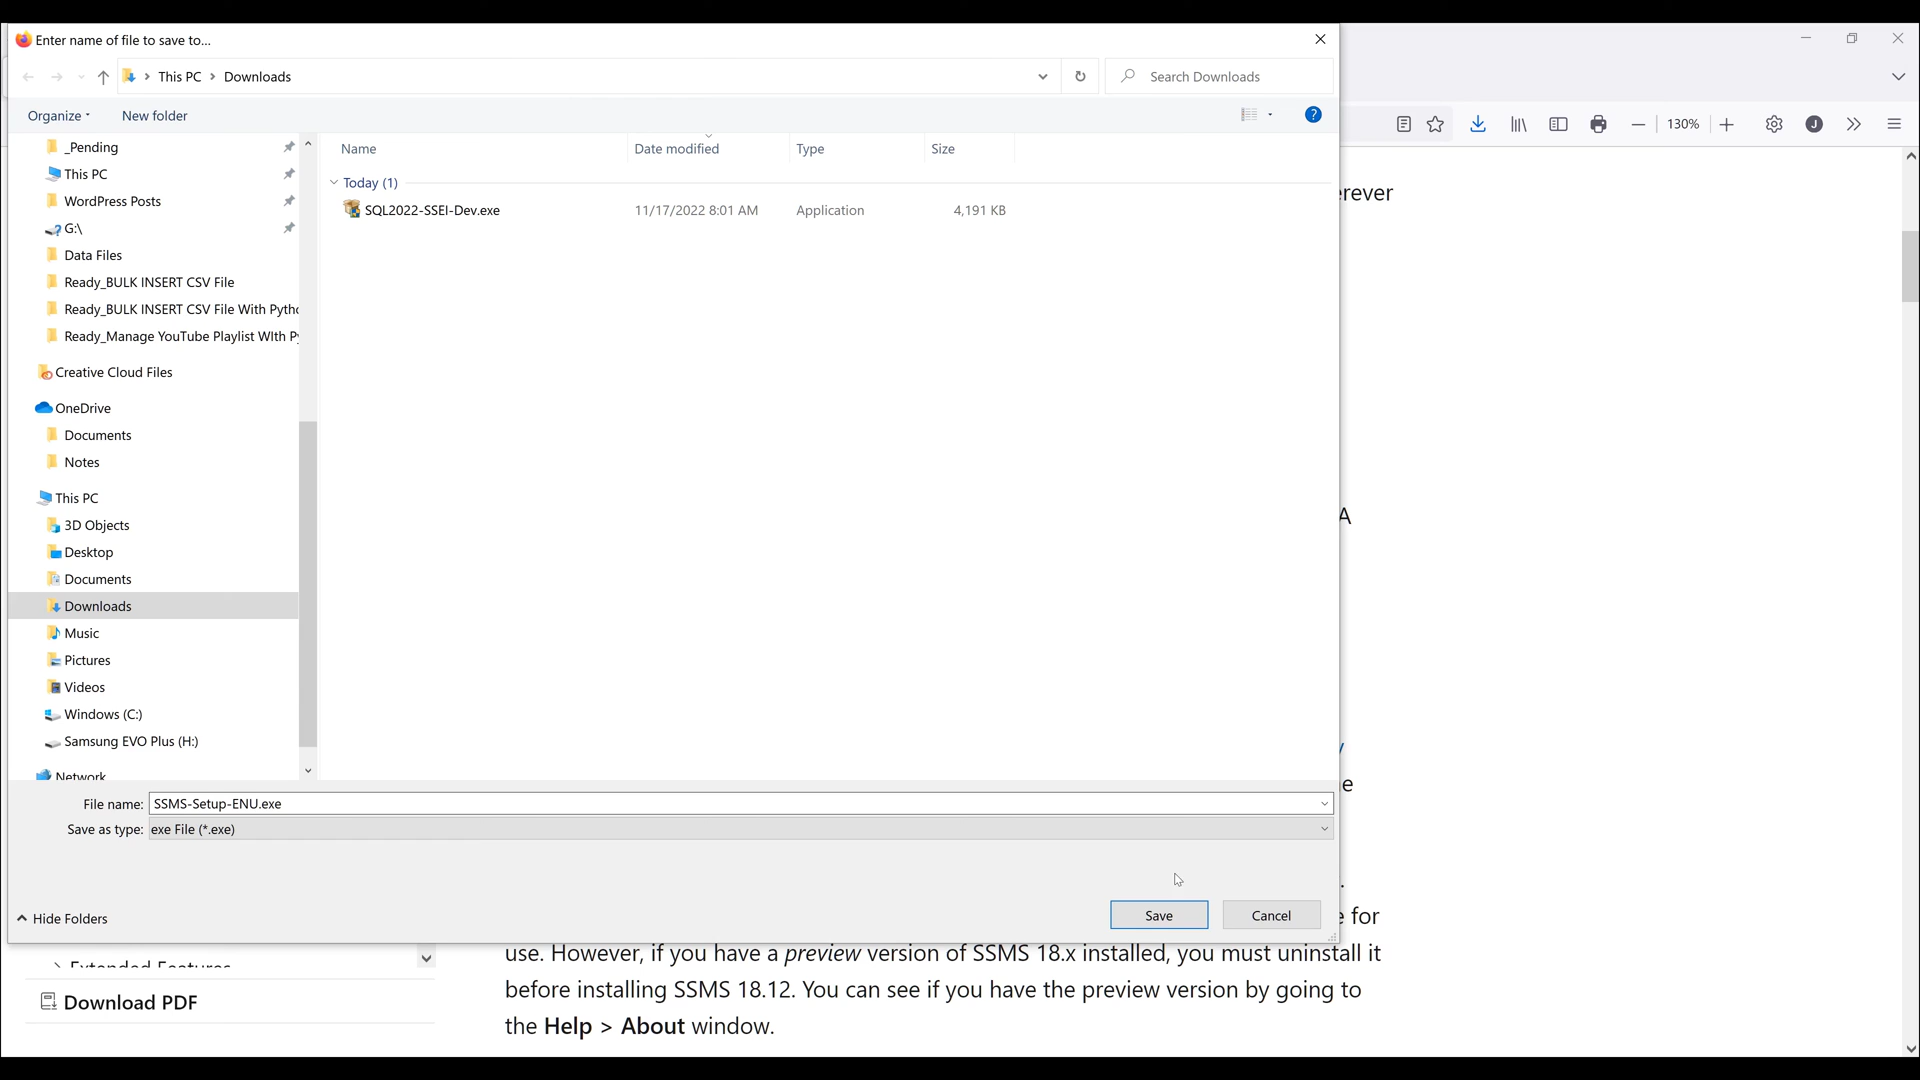 Enter name of file to save to...
This PC
Downloads
Search Downloads
Organize
New folder
?
130%
J
_Pending
This PC
WordPress Posts
G:\
Data Files
Ready_BULK INSERT CSV File
Ready_BULK INSERT CSV File With Pytho
Ready_Manage YouTube Playlist WIth Py
Creative Cloud Files
OneDrive
Documents
Notes
This PC
3D Objects
Desktop
Documents
Downloads
Music
Pictures
Videos
Windows (C:)
Samsung EVO Plus (H:)
Network
Name
Date modified
Type
Size
Today (1)
SQL2022-SSEI-Dev.exe
11/17/2022 8:01 AM
Application
4,191 KB
File name:
SSMS-Setup-ENU.exe
Save as type:
exe File (*.exe)
Hide Folders
Save
Cancel
erever
A
y
e
.
e for
Extended Features
Download PDF
use. However, if you have a preview version of SSMS 18.x installed, you must uninstall it
before installing SSMS 18.12. You can see if you have the preview version by going to
the Help > About window.